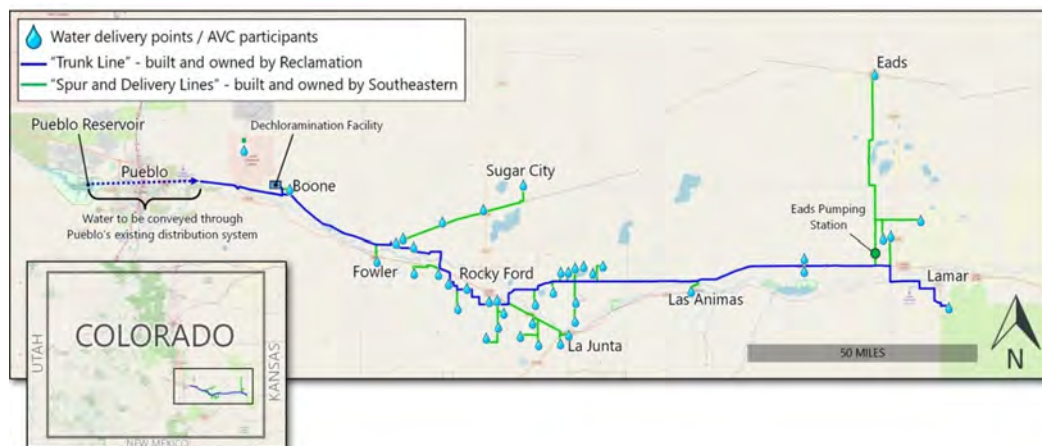 Water delivery points / AVC participants
"Trunk Line" - built and owned by Reclamation
"Spur and Delivery Lines" - built and owned by Southeastern
Eads
Pueblo Reservoir
Dechloramination Facility
Pueblo
Boone
Sugar City
Water to be conveyed through
Pueblo's existing distribution system
Eads Pumping
Station
Fowler
Rocky Ford
Las Animas
Lamar
La Junta
50 MILES
N
COLORADO
UTAH
KANSAS
NEW MEXICO